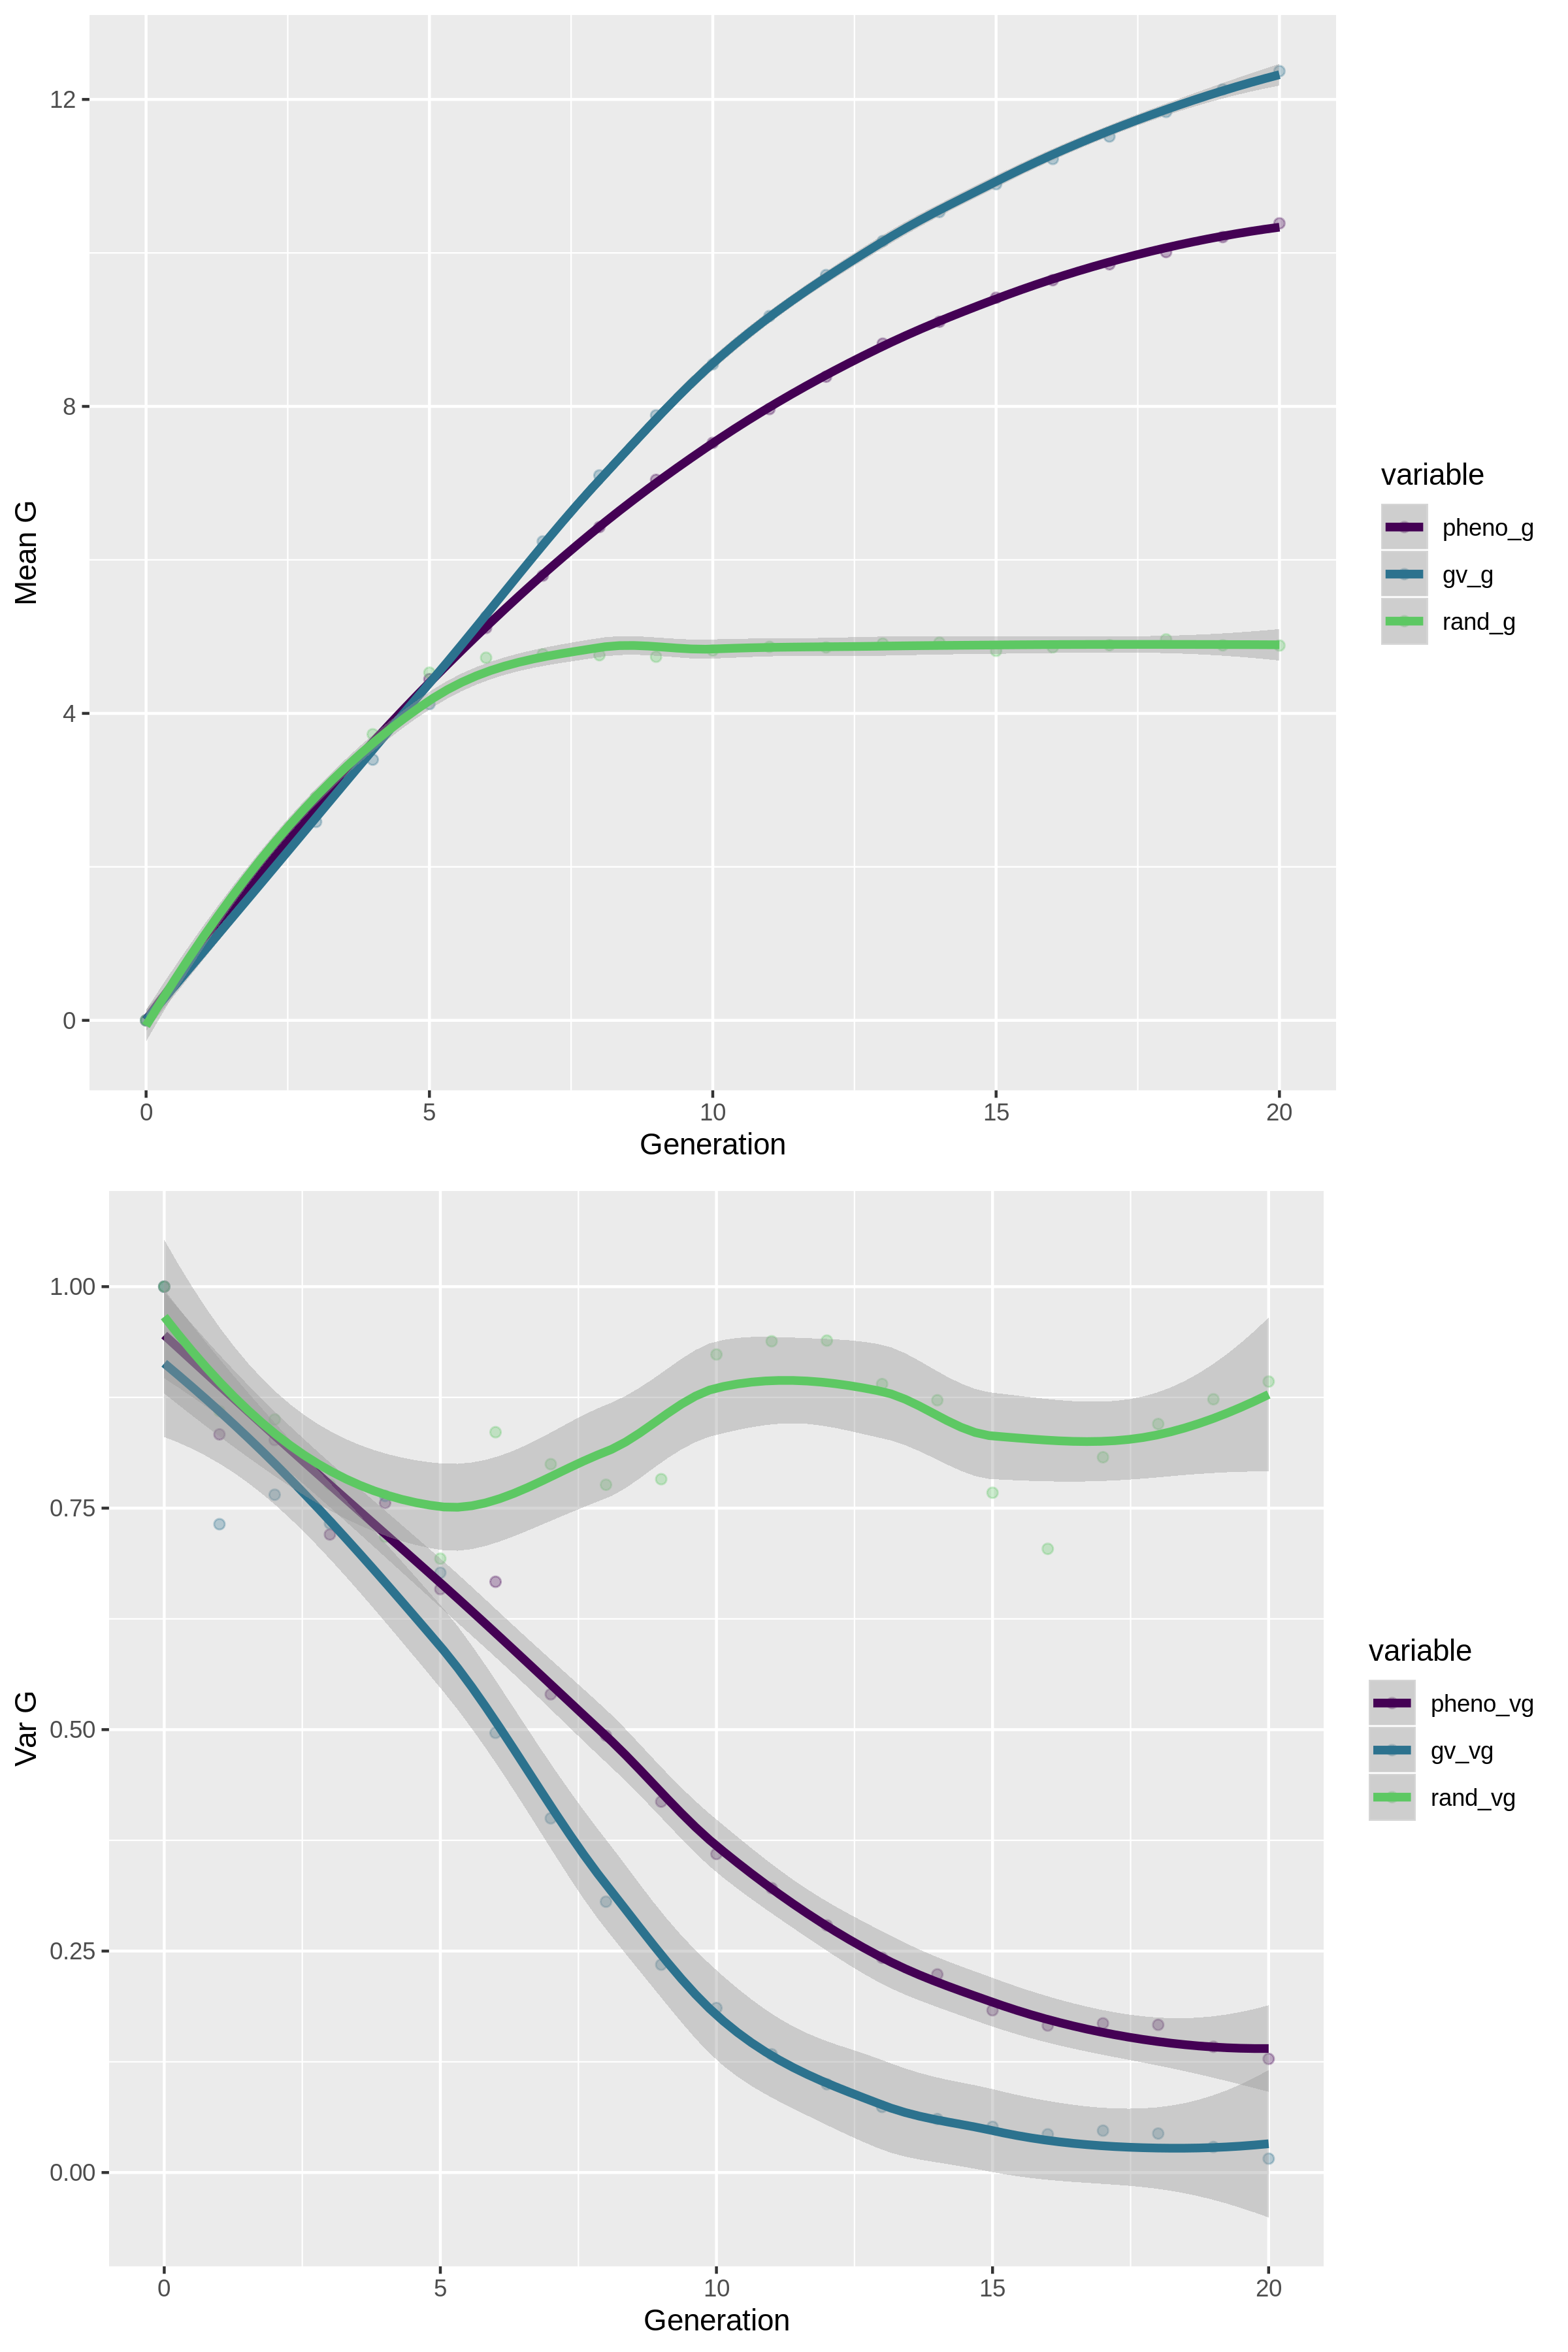 12
8
4
0
Mean G
0 5 10 15 20
Generation
variable
pheno_g
gv_g
rand_g
1.00
0.75
0.50
0.25
0.00
Var G
0 5 10 15 20
Generation
variable
pheno_vg
gv_vg
rand_vg